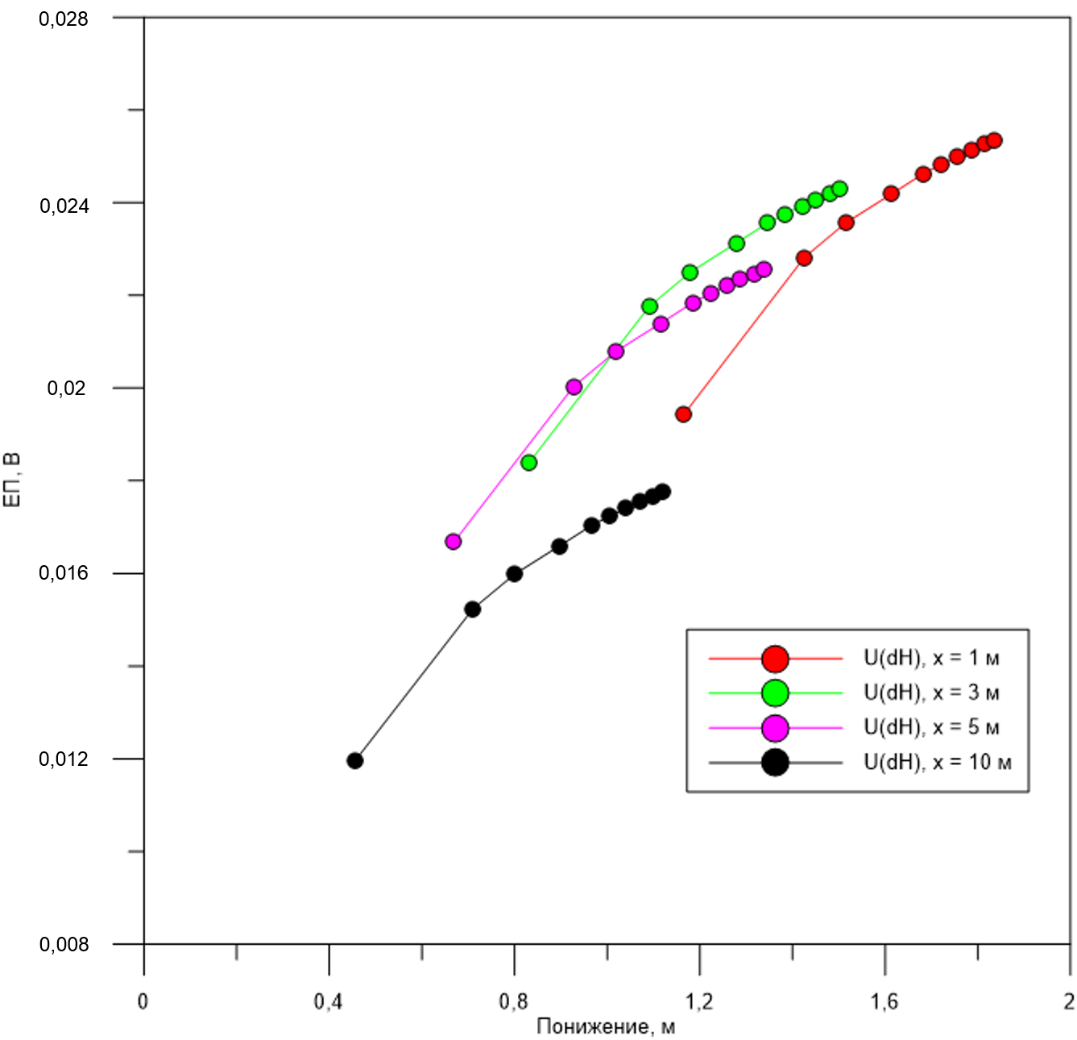 0,028
0,024
0,02
0,016
0,012
0,008
ЕП, В
U(dH), x = 1 м
U(dH), x = 3 м
U(dH), x = 5 м
U(dH), x = 10 м
0 0,4 0,8 1,2 1,6 2
Понижение, м